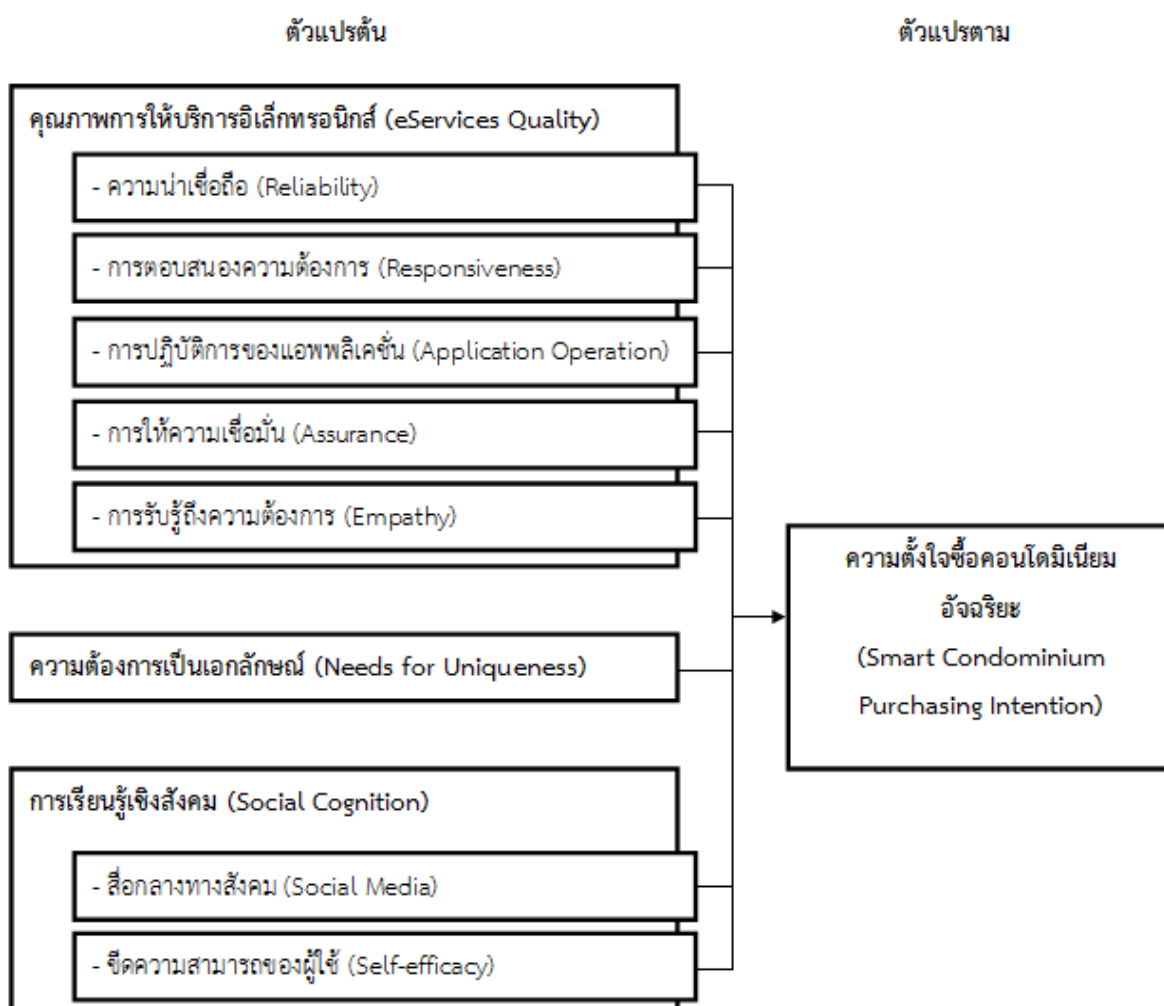 ตัวแปรต้น
ตัวแปรตาม
คุณภาพการให้บริการอิเล็กทรอนิกส์ (eServices Quality)
- ความน่าเชื่อถือ (Reliability)
- การตอบสนองความต้องการ (Responsiveness)
- การปฏิบัติการของแอพพลิเคชั่น (Application Operation)
- การให้ความเชื่อมั่น (Assurance)
- การรับรู้ถึงความต้องการ (Empathy)
ความต้องการเป็นเอกลักษณ์ (Needs for Uniqueness)
การเรียนรู้เชิงสังคม (Social Cognition)
- สื่อกลางทางสังคม (Social Media)
- ขีดความสามารถของผู้ใช้ (Self-efficacy)
ความตั้งใจซื้อคอนโดมิเนียม
อัจฉริยะ
(Smart Condominium
Purchasing Intention)